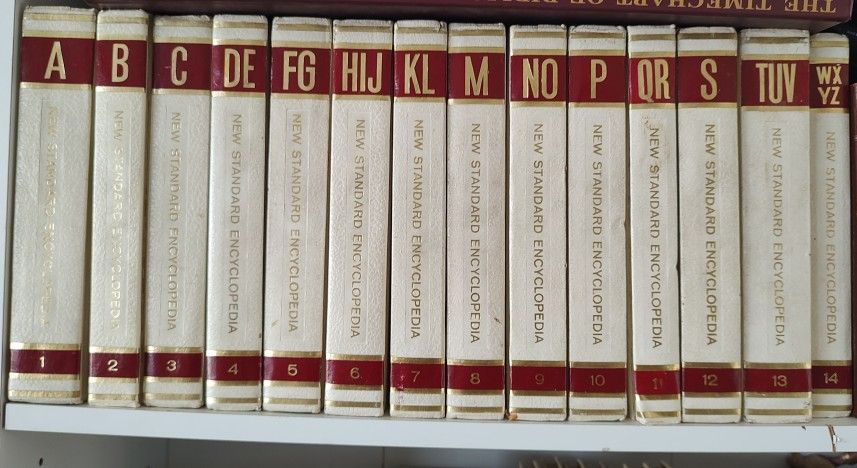 THE TIMECHART OF
A
NEW STANDARD ENCYCLOPEDIA
1
B
NEW STANDARD ENCYCLOPEDIA
2
C
NEW STANDARD ENCYCLOPEDIA
3
DE
NEW STANDARD ENCYCLOPEDIA
4
FG
NEW STANDARD ENCYCLOPEDIA
5
HIJ
NEW STANDARD ENCYCLOPEDIA
6
KL
NEW STANDARD ENCYCLOPEDIA
7
M
NEW STANDARD ENCYCLOPEDIA
8
NO
NEW STANDARD ENCYCLOPEDIA
9
P
NEW STANDARD ENCYCLOPEDIA
10
QR
NEW STANDARD ENCYCLOPEDIA
11
S
NEW STANDARD ENCYCLOPEDIA
12
TUV
NEW STANDARD ENCYCLOPEDIA
13
WX
YZ
NEW STANDARD ENCYCLOPEDIA
14